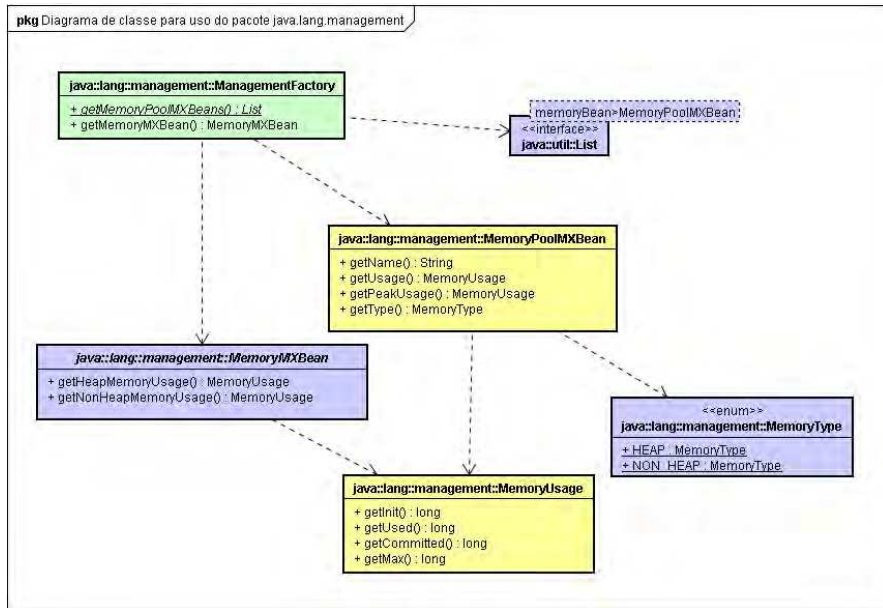 pkg Diagrama de classe para uso do pacote java.lang.management
java::lang::management::ManagementFactory
+ getMemoryPoolMXBeans() : List
+ getMemoryMXBean() : MemoryMXBean
memoryBean>MemoryPoolMXBean
<<interface>>
java::util::List
java::lang::management::MemoryPoolMXBean
+ getName() : String
+ getUsage() : MemoryUsage
+ getPeakUsage() : MemoryUsage
+ getType() : MemoryType
java::lang::management::MemoryMXBean
+ getHeapMemoryUsage() : MemoryUsage
+ getNonHeapMemoryUsage() : MemoryUsage
<<enum>>
java::lang::management::MemoryType
+ HEAP : MemoryType
+ NON_HEAP : MemoryType
java::lang::management::MemoryUsage
+ getInit() : long
+ getUsed() : long
+ getCommitted() : long
+ getMax() : long